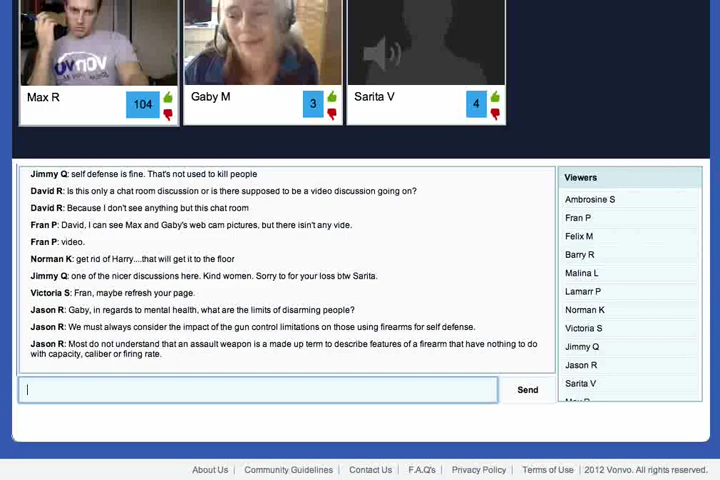 vonvo
Max R
104
Gaby M
3
Sarita V
4
Jimmy Q: self defense is fine. That's not used to kill people
David R: Is this only a chat room discussion or is there supposed to be a video discussion going on?
David R: Because I don't see anything but this chat room
Fran P: David, I can see Max and Gaby's web cam pictures, but there isin't any vide.
Fran P: video.
Norman K: get rid of Harry....that will get it to the floor
Jimmy Q: one of the nicer discussions here. Kind women. Sorry to for your loss btw Sarita.
Victoria S: Fran, maybe refresh your page.
Jason R: Gaby, in regards to mental health, what are the limits of disarming people?
Jason R: We must always consider the impact of the gun control limitations on those using firearms for self defense.
Jason R: Most do not understand that an assault weapon is a made up term to describe features of a firearm that have nothing to do
with capacity, caliber or firing rate.
Send
Viewers
Ambrosine S
Fran P
Felix M
Barry R
Malina L
Lamarr P
Norman K
Victoria S
Jimmy Q
Jason R
Sarita V
Max R
About Us | Community Guidelines | Contact Us | F.A.Q's | Privacy Policy | Terms of Use | 2012 Vonvo. All rights reserved.